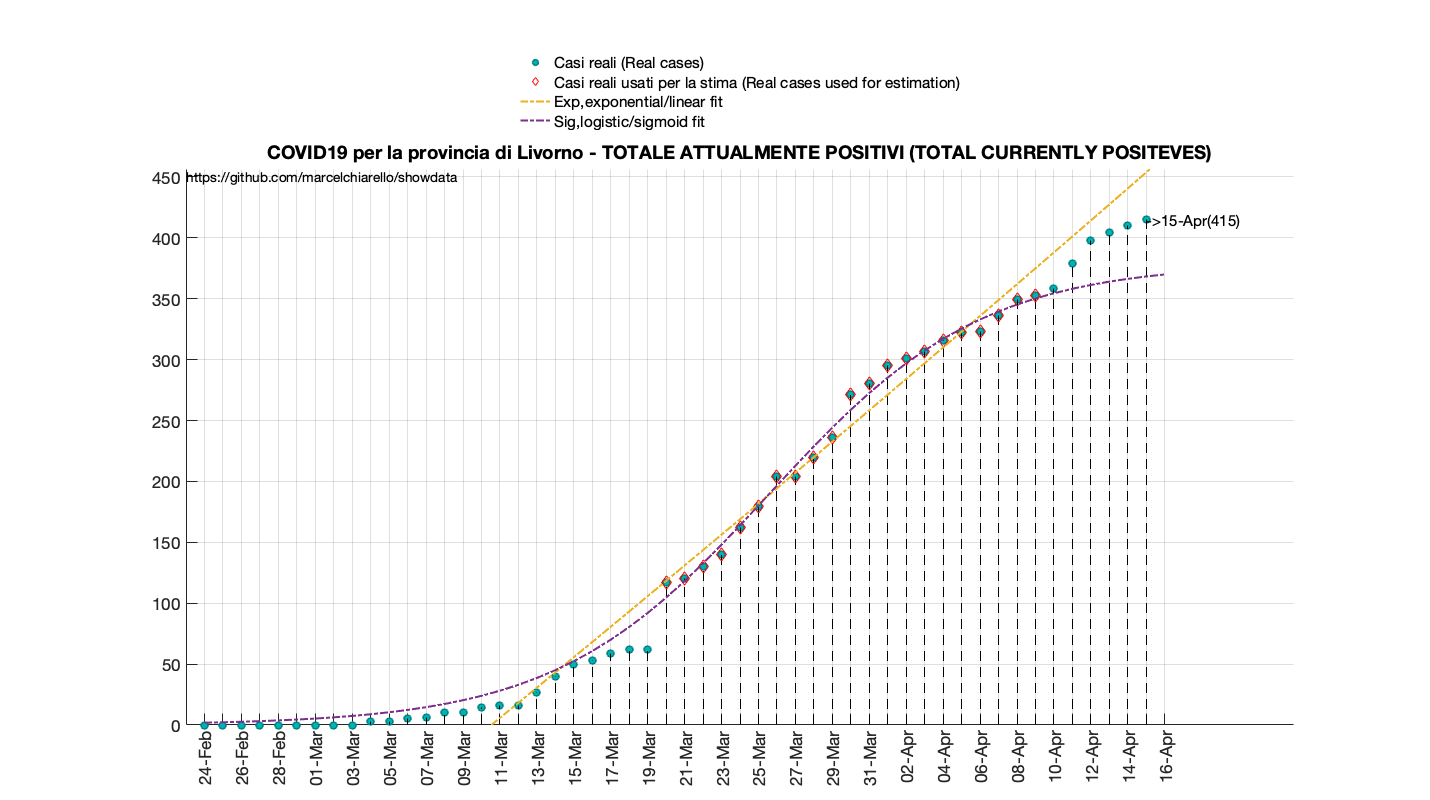 Casi reali (Real cases)
Casi reali usati per la stima (Real cases used for estimation)
Exp,exponential/linear fit
Sig,logistic/sigmoid fit
COVID19 per la provincia di Livorno - TOTALE ATTUALMENTE POSITIVI (TOTAL CURRENTLY POSITEVES)
https://github.com/marcelchiarello/showdata
450
400
350
300
250
200
150
100
50
0
->15-Apr(415)
24-Feb
26-Feb
28-Feb
01-Mar
03-Mar
05-Mar
07-Mar
09-Mar
11-Mar
13-Mar
15-Mar
17-Mar
19-Mar
21-Mar
23-Mar
25-Mar
27-Mar
29-Mar
31-Mar
02-Apr
04-Apr
06-Apr
08-Apr
10-Apr
12-Apr
14-Apr
16-Apr